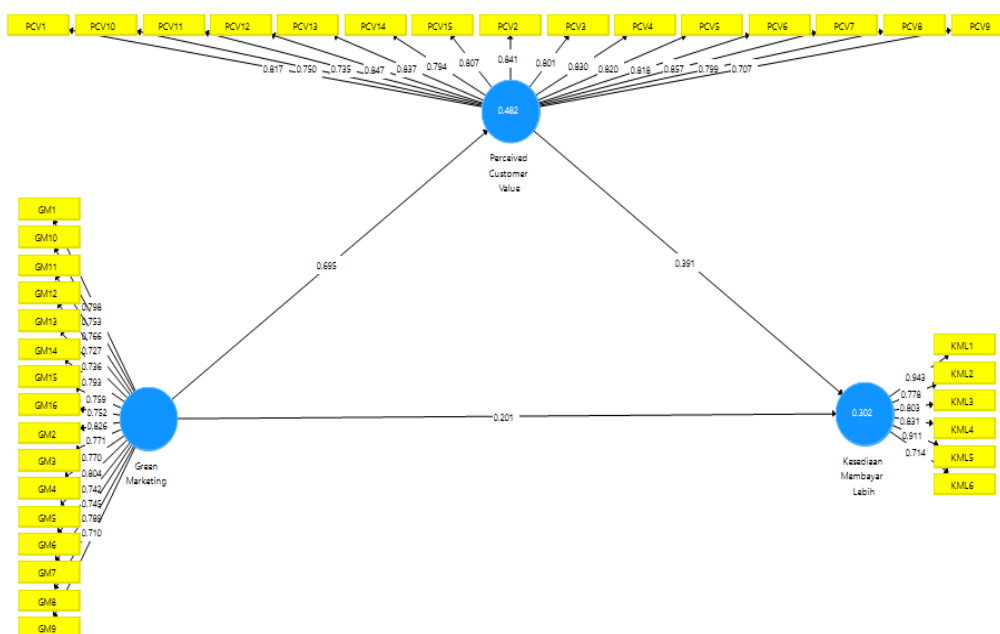 PCV1 PCV10 PCV11 PCV12 PCV13 PCV14 PCV15 PCV2 PCV3 PCV4 PCV5 PCV6 PCV7 PCV8 PCV9
0.817 0.750 0.735 0.847 0.837 0.794 0.807 0.841 0.801 0.830 0.820 0.818 0.857 0.799 0.707
0.482
Perceived
Customer
Value
GM1
GM10
GM11
GM12
GM13
GM14
GM15
GM16
GM2
GM3
GM4
GM5
GM6
GM7
GM8
GM9
0.798
0.753
0.766
0.727
0.736
0.793
0.759
0.752
0.826
0.771
0.770
0.804
0.742
0.745
0.789
0.710
Green
Marketing
0.695
0.391
0.201
0.302
Kesediaan
Membayar
Lebih
0.943
0.778
0.803
0.831
0.911
0.714
KML1
KML2
KML3
KML4
KML5
KML6